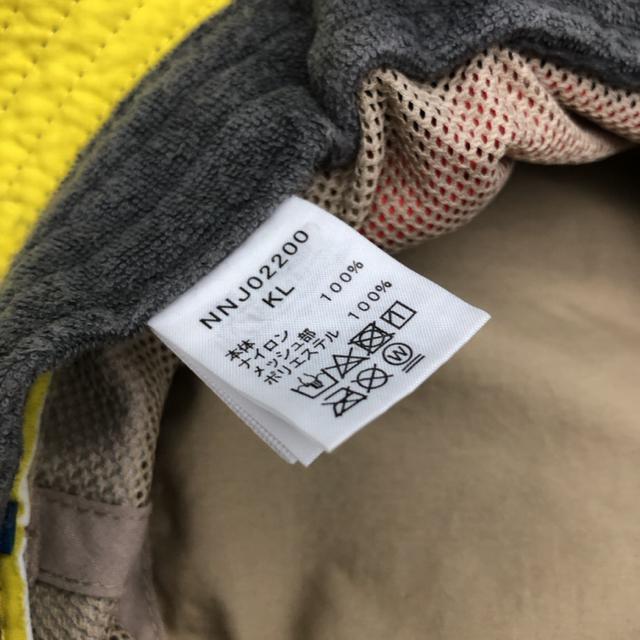 NNJ02200
KL
本体
ナイロン 100%
メッシュ部
ポリエステル 100%